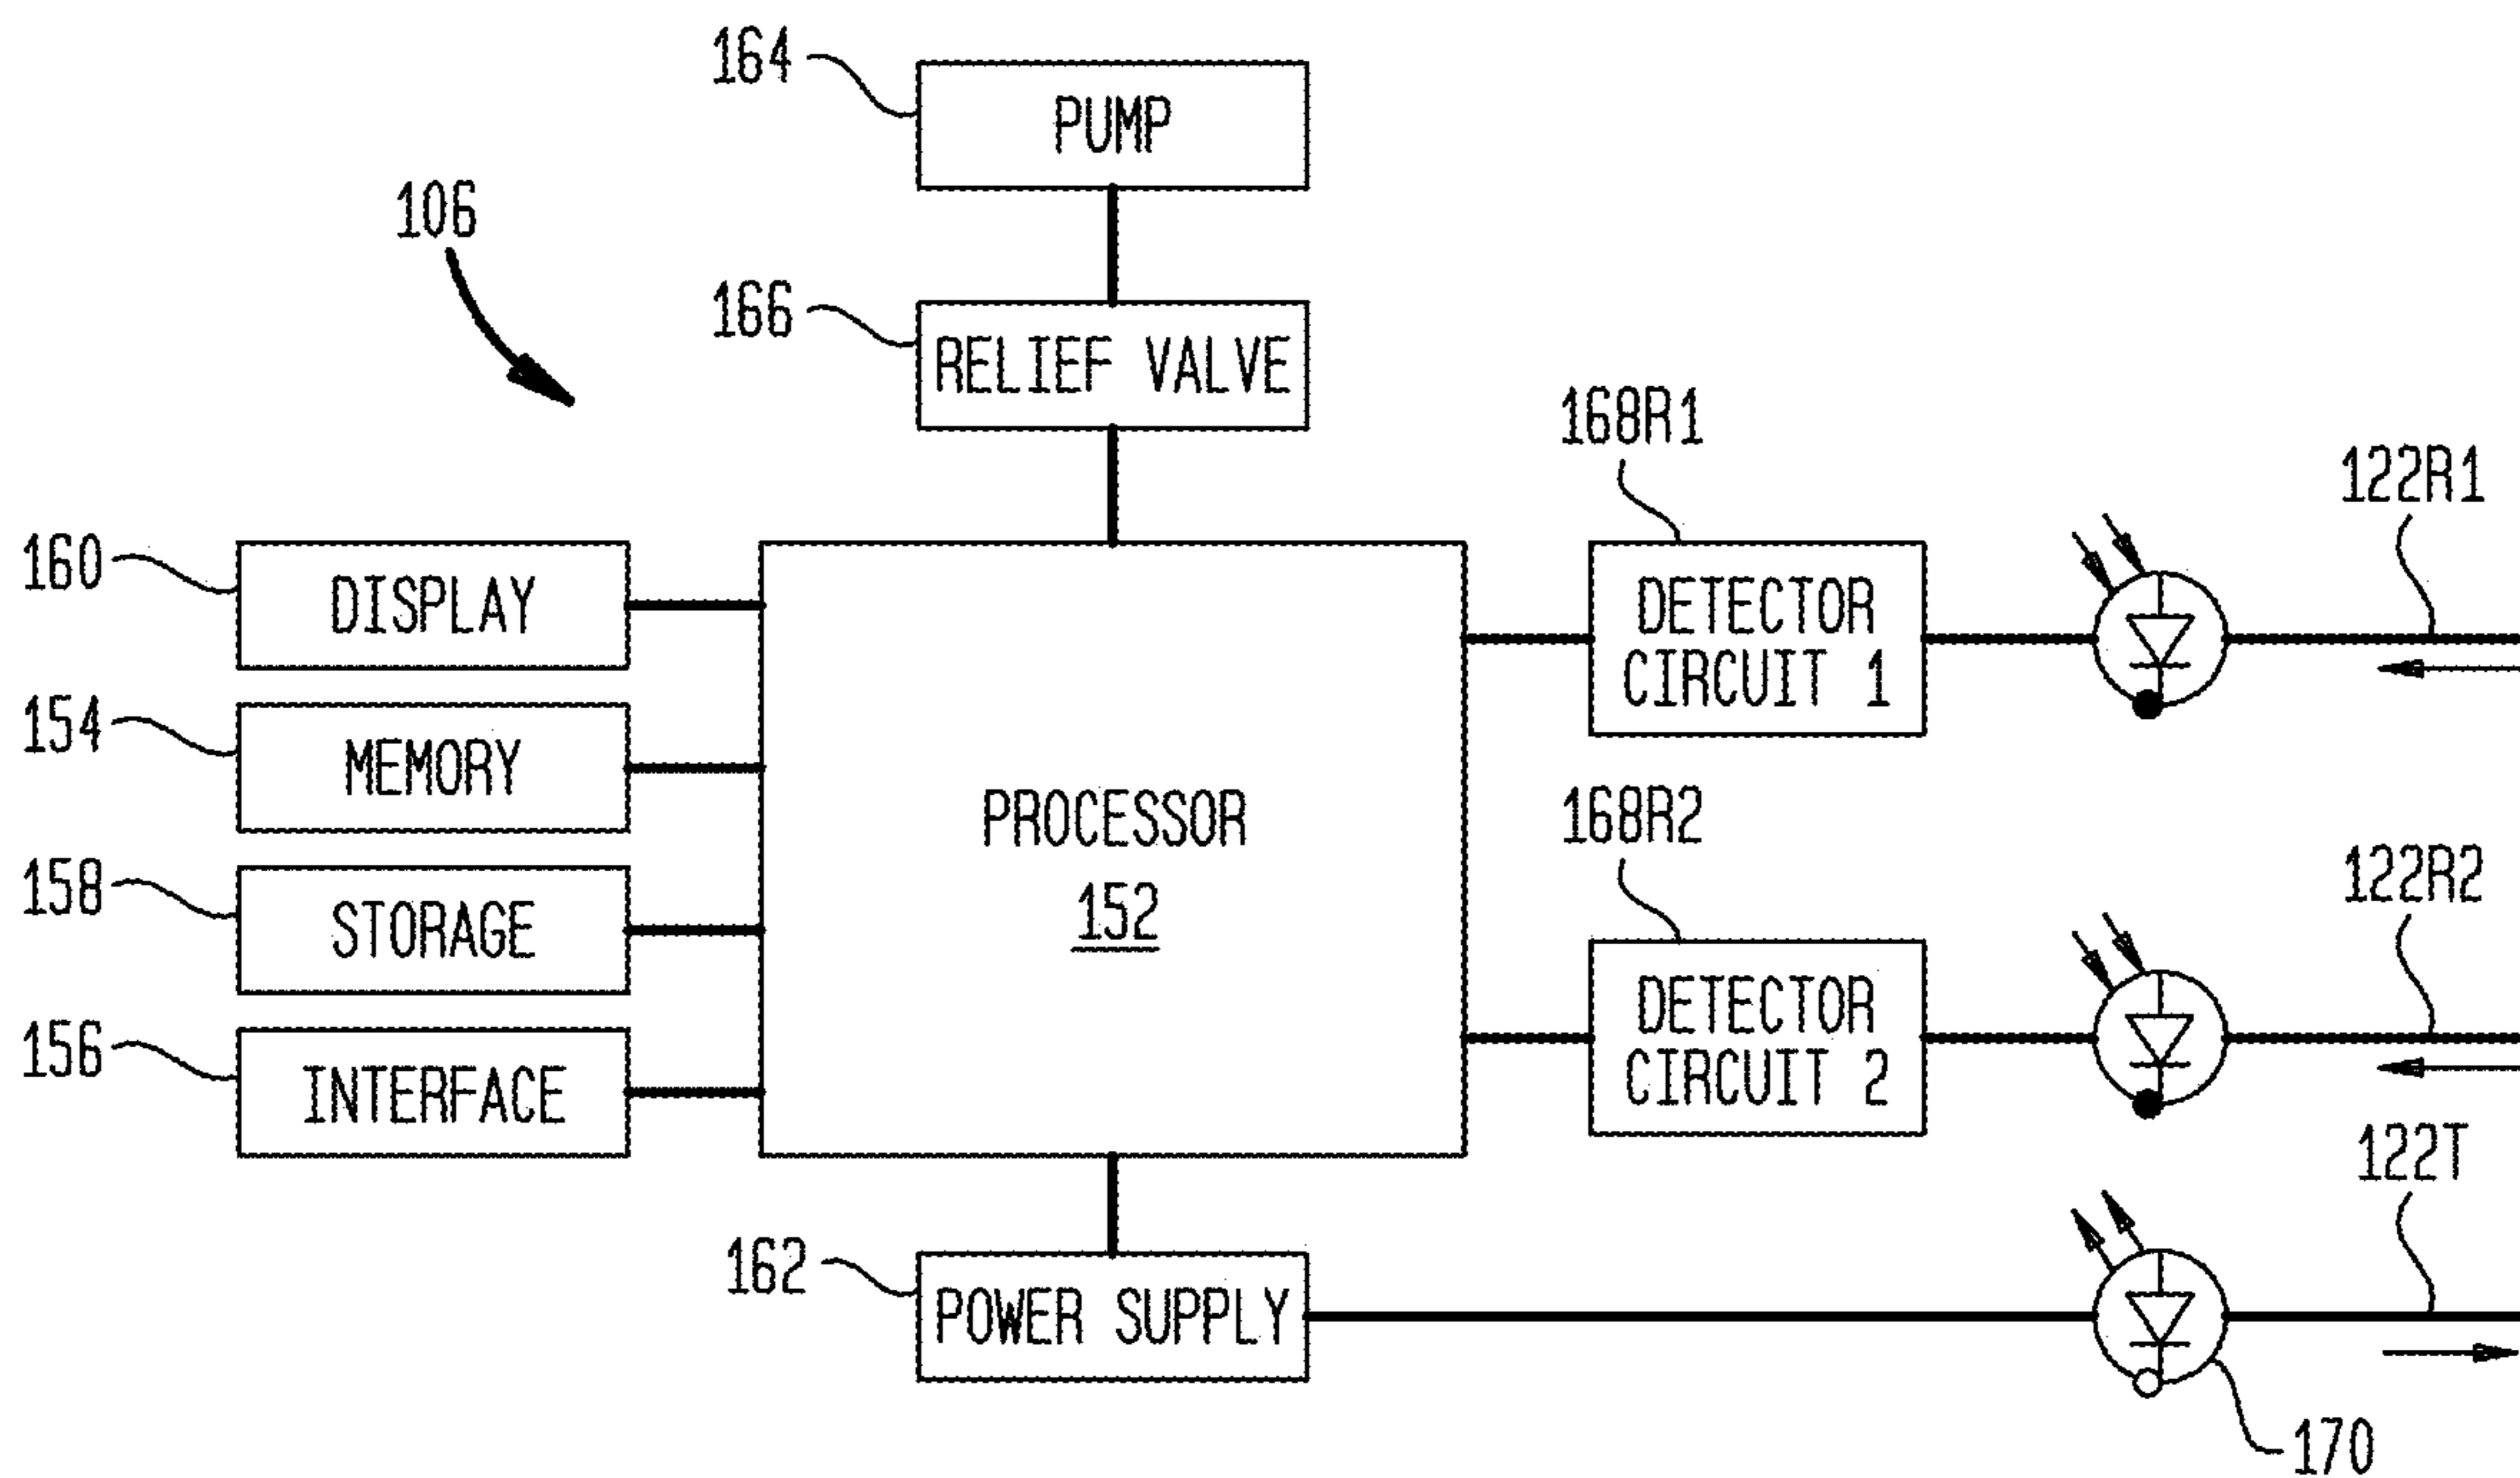 164
PUMP
106
166
RELIEF VALVE
168R1
122R1
160
DISPLAY
DETECTOR
CIRCUIT 1
154
MEMORY
PROCESSOR
152
168R2
122R2
158
STORAGE
DETECTOR
CIRCUIT 2
156
INTERFACE
122T
162
POWER SUPPLY
170